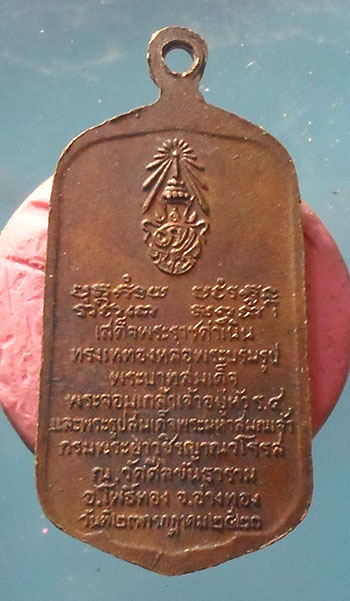 เสด็จพระราชดำเนิน
ทรงเททองหล่อพระบรมรูป
พระบาทสมเด็จ
พระจอมเกล้าเจ้าอยู่หัว ร.๔
และพระรูปสมเด็จพระมหาสมณเจ้า
กรมพระยาวชิรญาณวโรรส
ณ.วัดศีลขันธาราม
อ.โพธิ์ทอง จ.อ่างทอง
วันที่ ๒๓ กรกฎาคม ๒๕๒๓